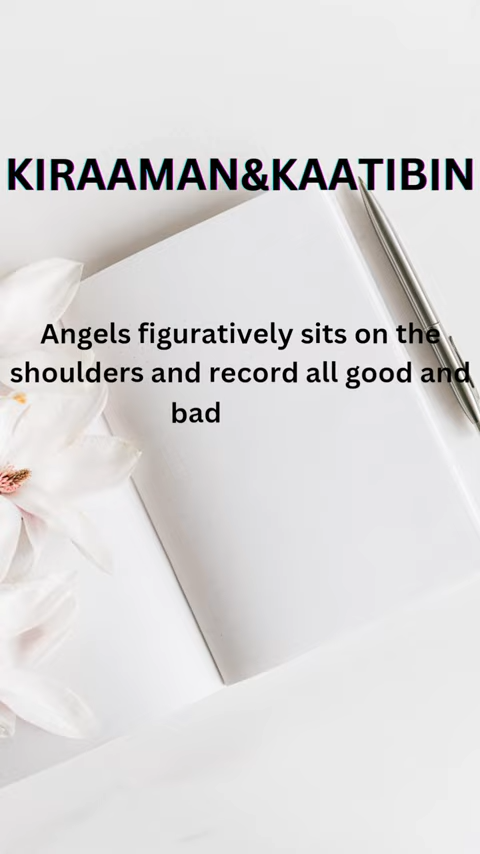 KIRAAMAN&KAATIBIN
Angels figuratively sits on the
shoulders and record all good and
bad